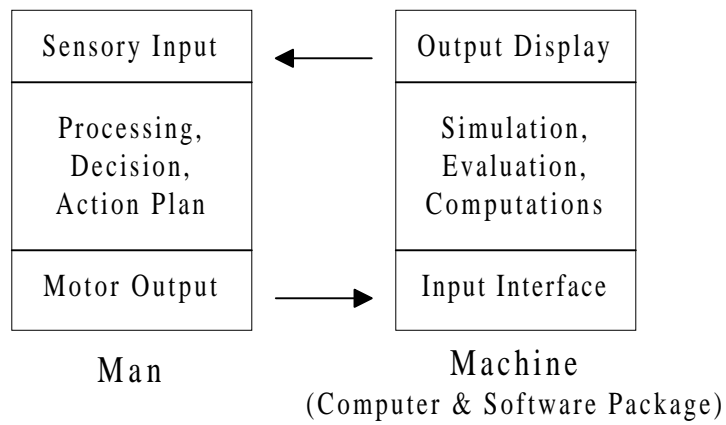 Sensory Input
Processing,
Decision,
Action Plan
Motor Output
Man
Output Display
Simulation,
Evaluation,
Computations
Input Interface
Machine
(Computer & Software Package)